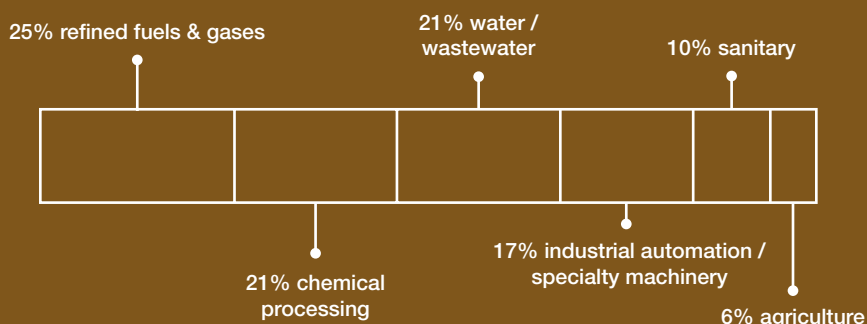 25% refined fuels & gases
21% water /
wastewater
10% sanitary
21% chemical
processing
17% industrial automation /
specialty machinery
6% agriculture